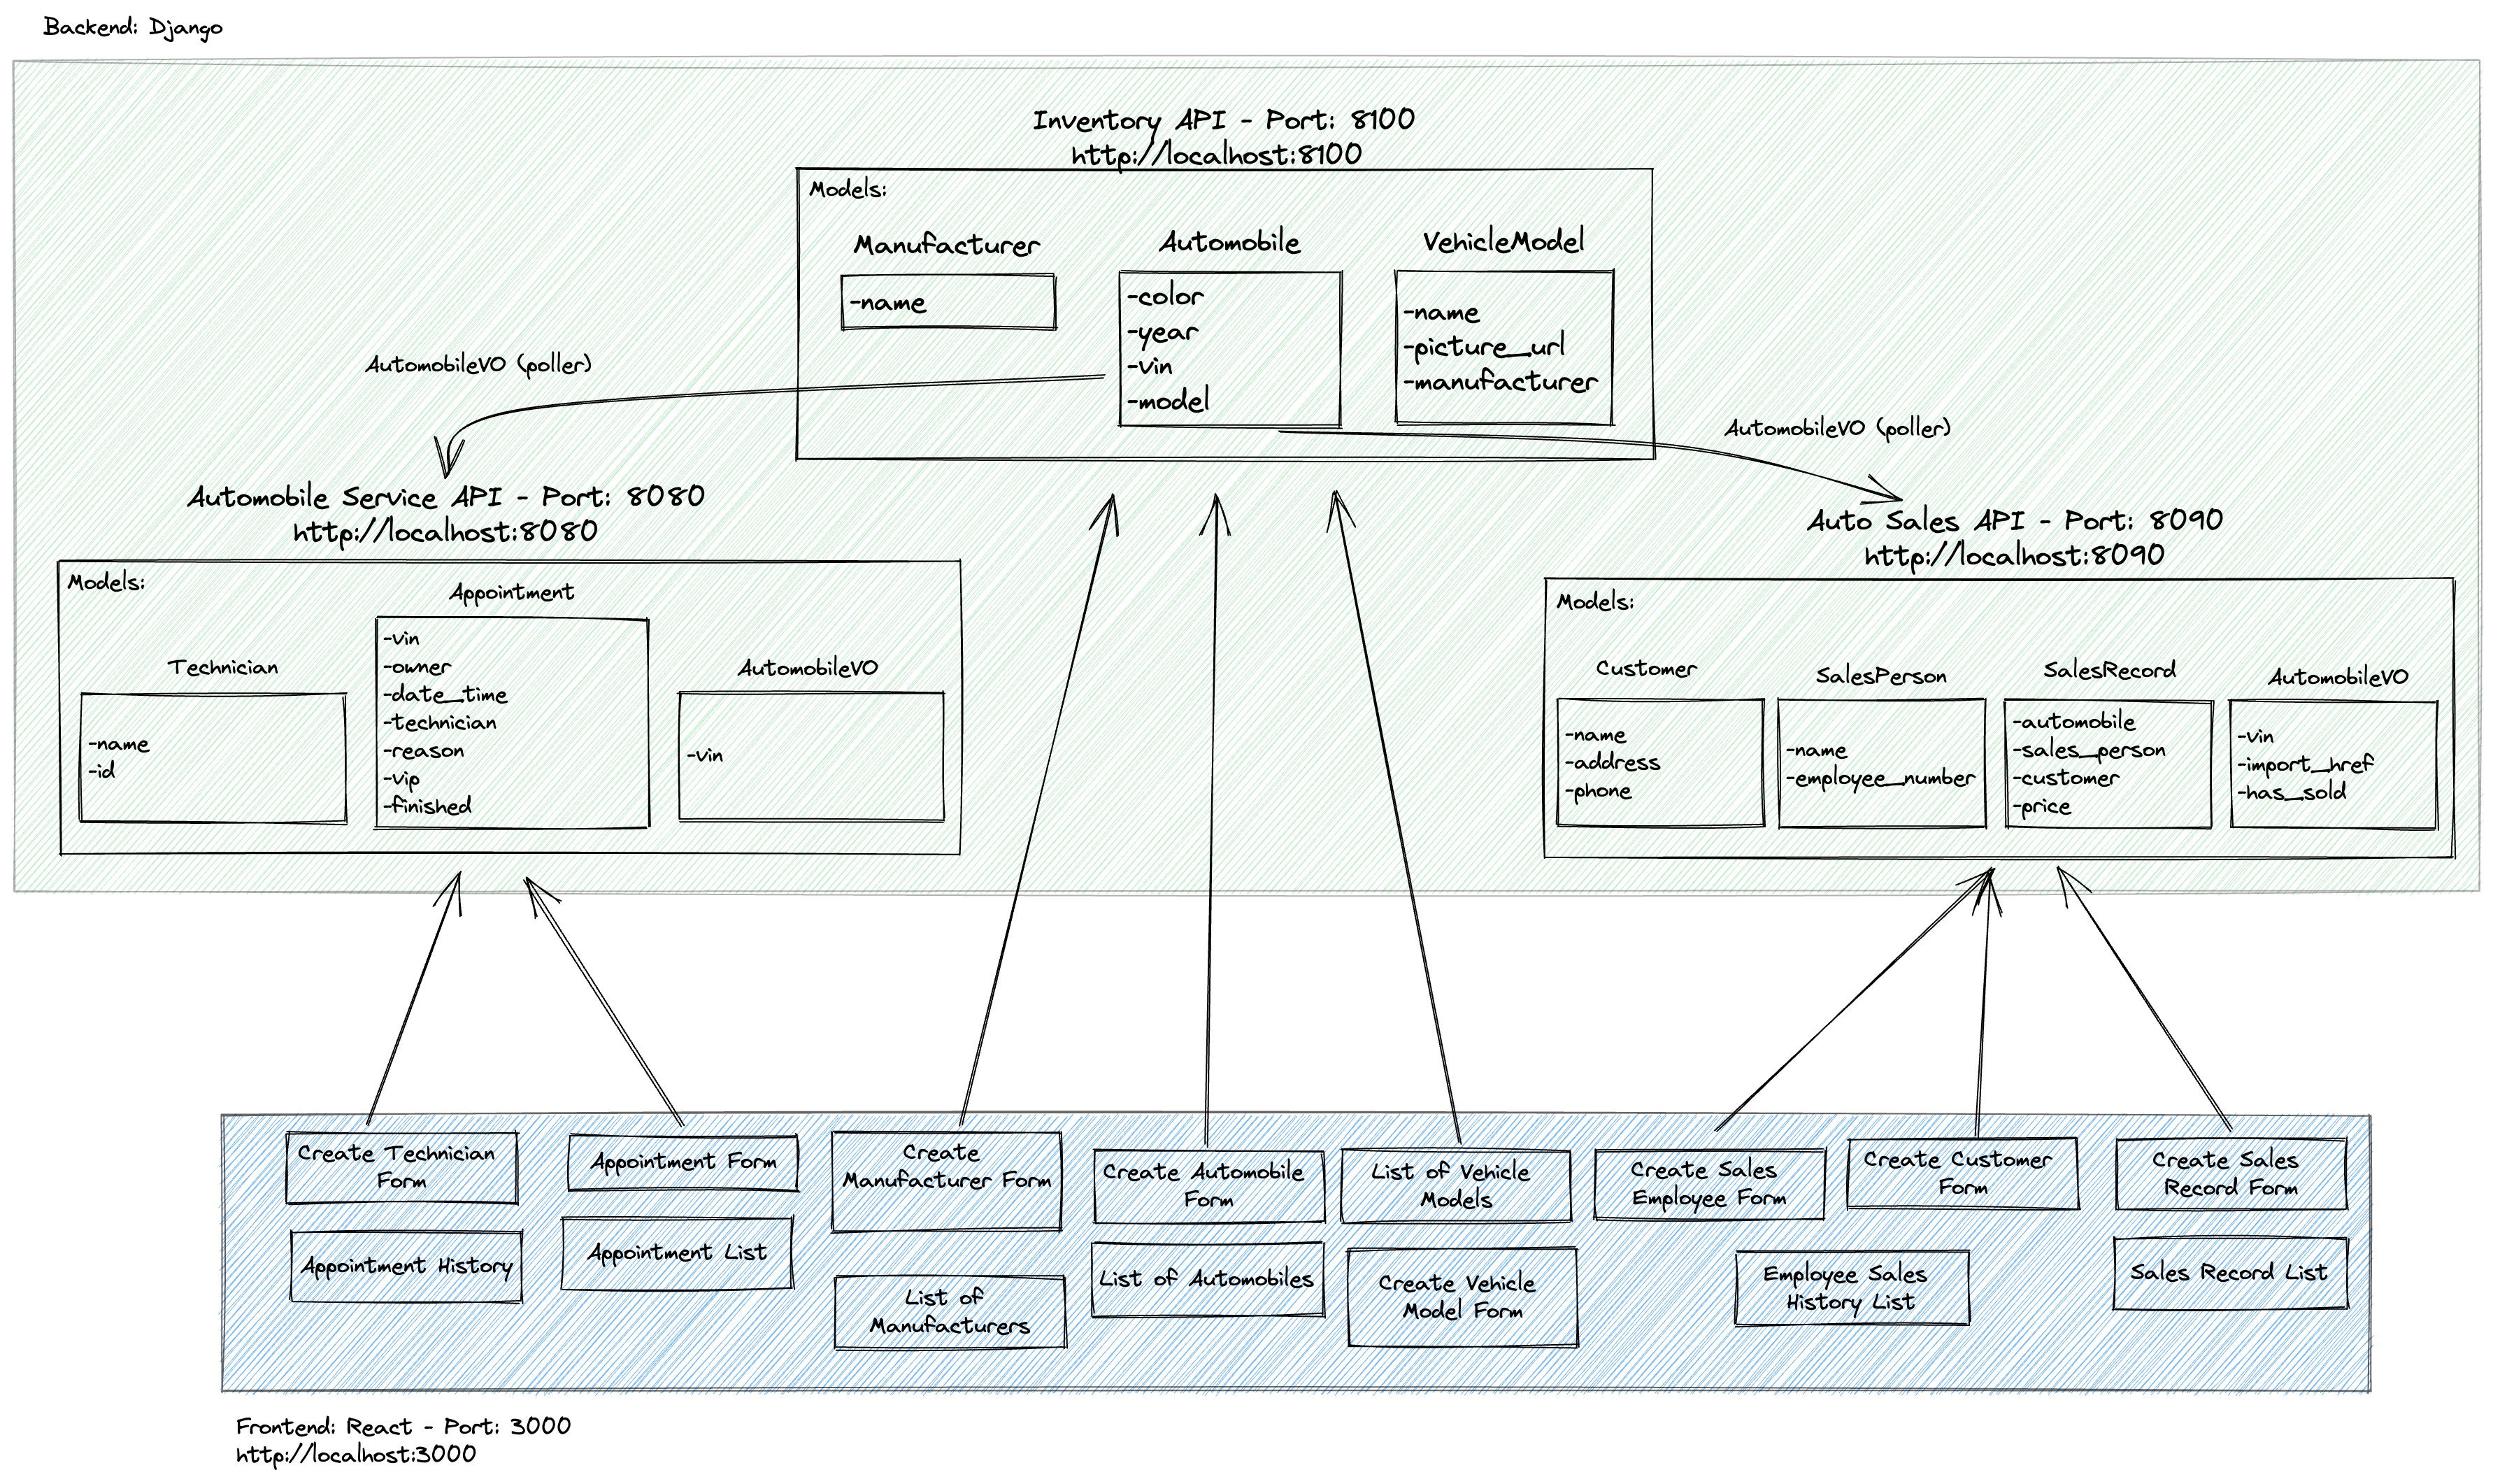 Backend: Django
Inventory API - Port: 8100
http://localhost:8100
Models:
Manufacturer
-name
Automobile
-color
-year
-vin
-model
VehicleModel
-name
-picture_url
-manufacturer
AutomobileVO (poller)
AutomobileVO (poller)
Automobile Service API - Port: 8080
http://localhost:8080
Models:
Technician
-name
-id
Appointment
-vin
-owner
-date_time
-technician
-reason
-vip
-finished
AutomobileVO
-vin
Auto Sales API - Port: 8090
http://localhost:8090
Models:
Customer
-name
-address
-phone
SalesPerson
-name
-employee_number
SalesRecord
-automobile
-sales_person
-customer
-price
AutomobileVO
-vin
-import_href
-has_sold
Create Technician
Form
Appointment Form
Create
Manufacturer Form
Create Automobile
Form
List of Vehicle
Models
Create Sales
Employee Form
Create Customer
Form
Create Sales
Record Form
Appointment History
Appointment List
List of
Manufacturers
List of Automobiles
Create Vehicle
Model Form
Employee Sales
History List
Sales Record List
Frontend: React - Port: 3000
http://localhost:3000